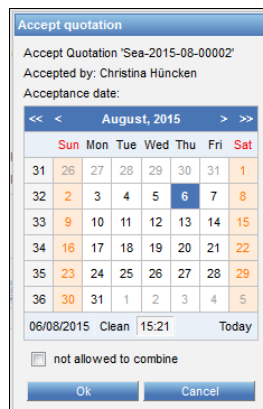 Accept quotation
Accept Quotation 'Sea-2015-08-00002'
Accepted by: Christina Hüncken
Acceptance date:
<< < August, 2015 > >>
Sun Mon Tue Wed Thu Fri Sat
31 26 27 28 29 30 31 1
32 2 3 4 5 6 7 8
33 9 10 11 12 13 14 15
34 16 17 18 19 20 21 22
35 23 24 25 26 27 28 29
36 30 31 1 2 3 4 5
06/08/2015 Clean 15:21 Today
not allowed to combine
Ok Cancel